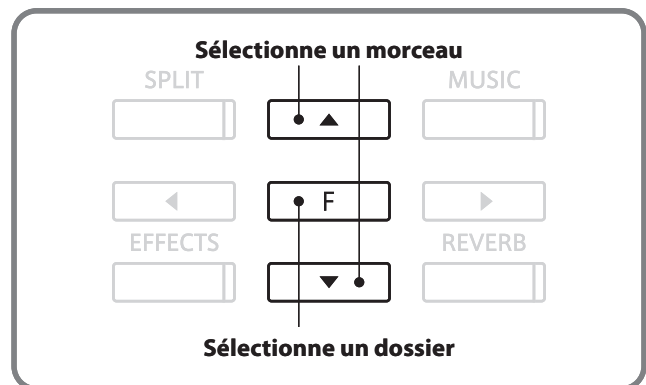 Sélectionne un morceau
SPLIT
MUSIC
▲
◀
F
▶
EFFECTS
REVERB
▼
Sélectionne un dossier